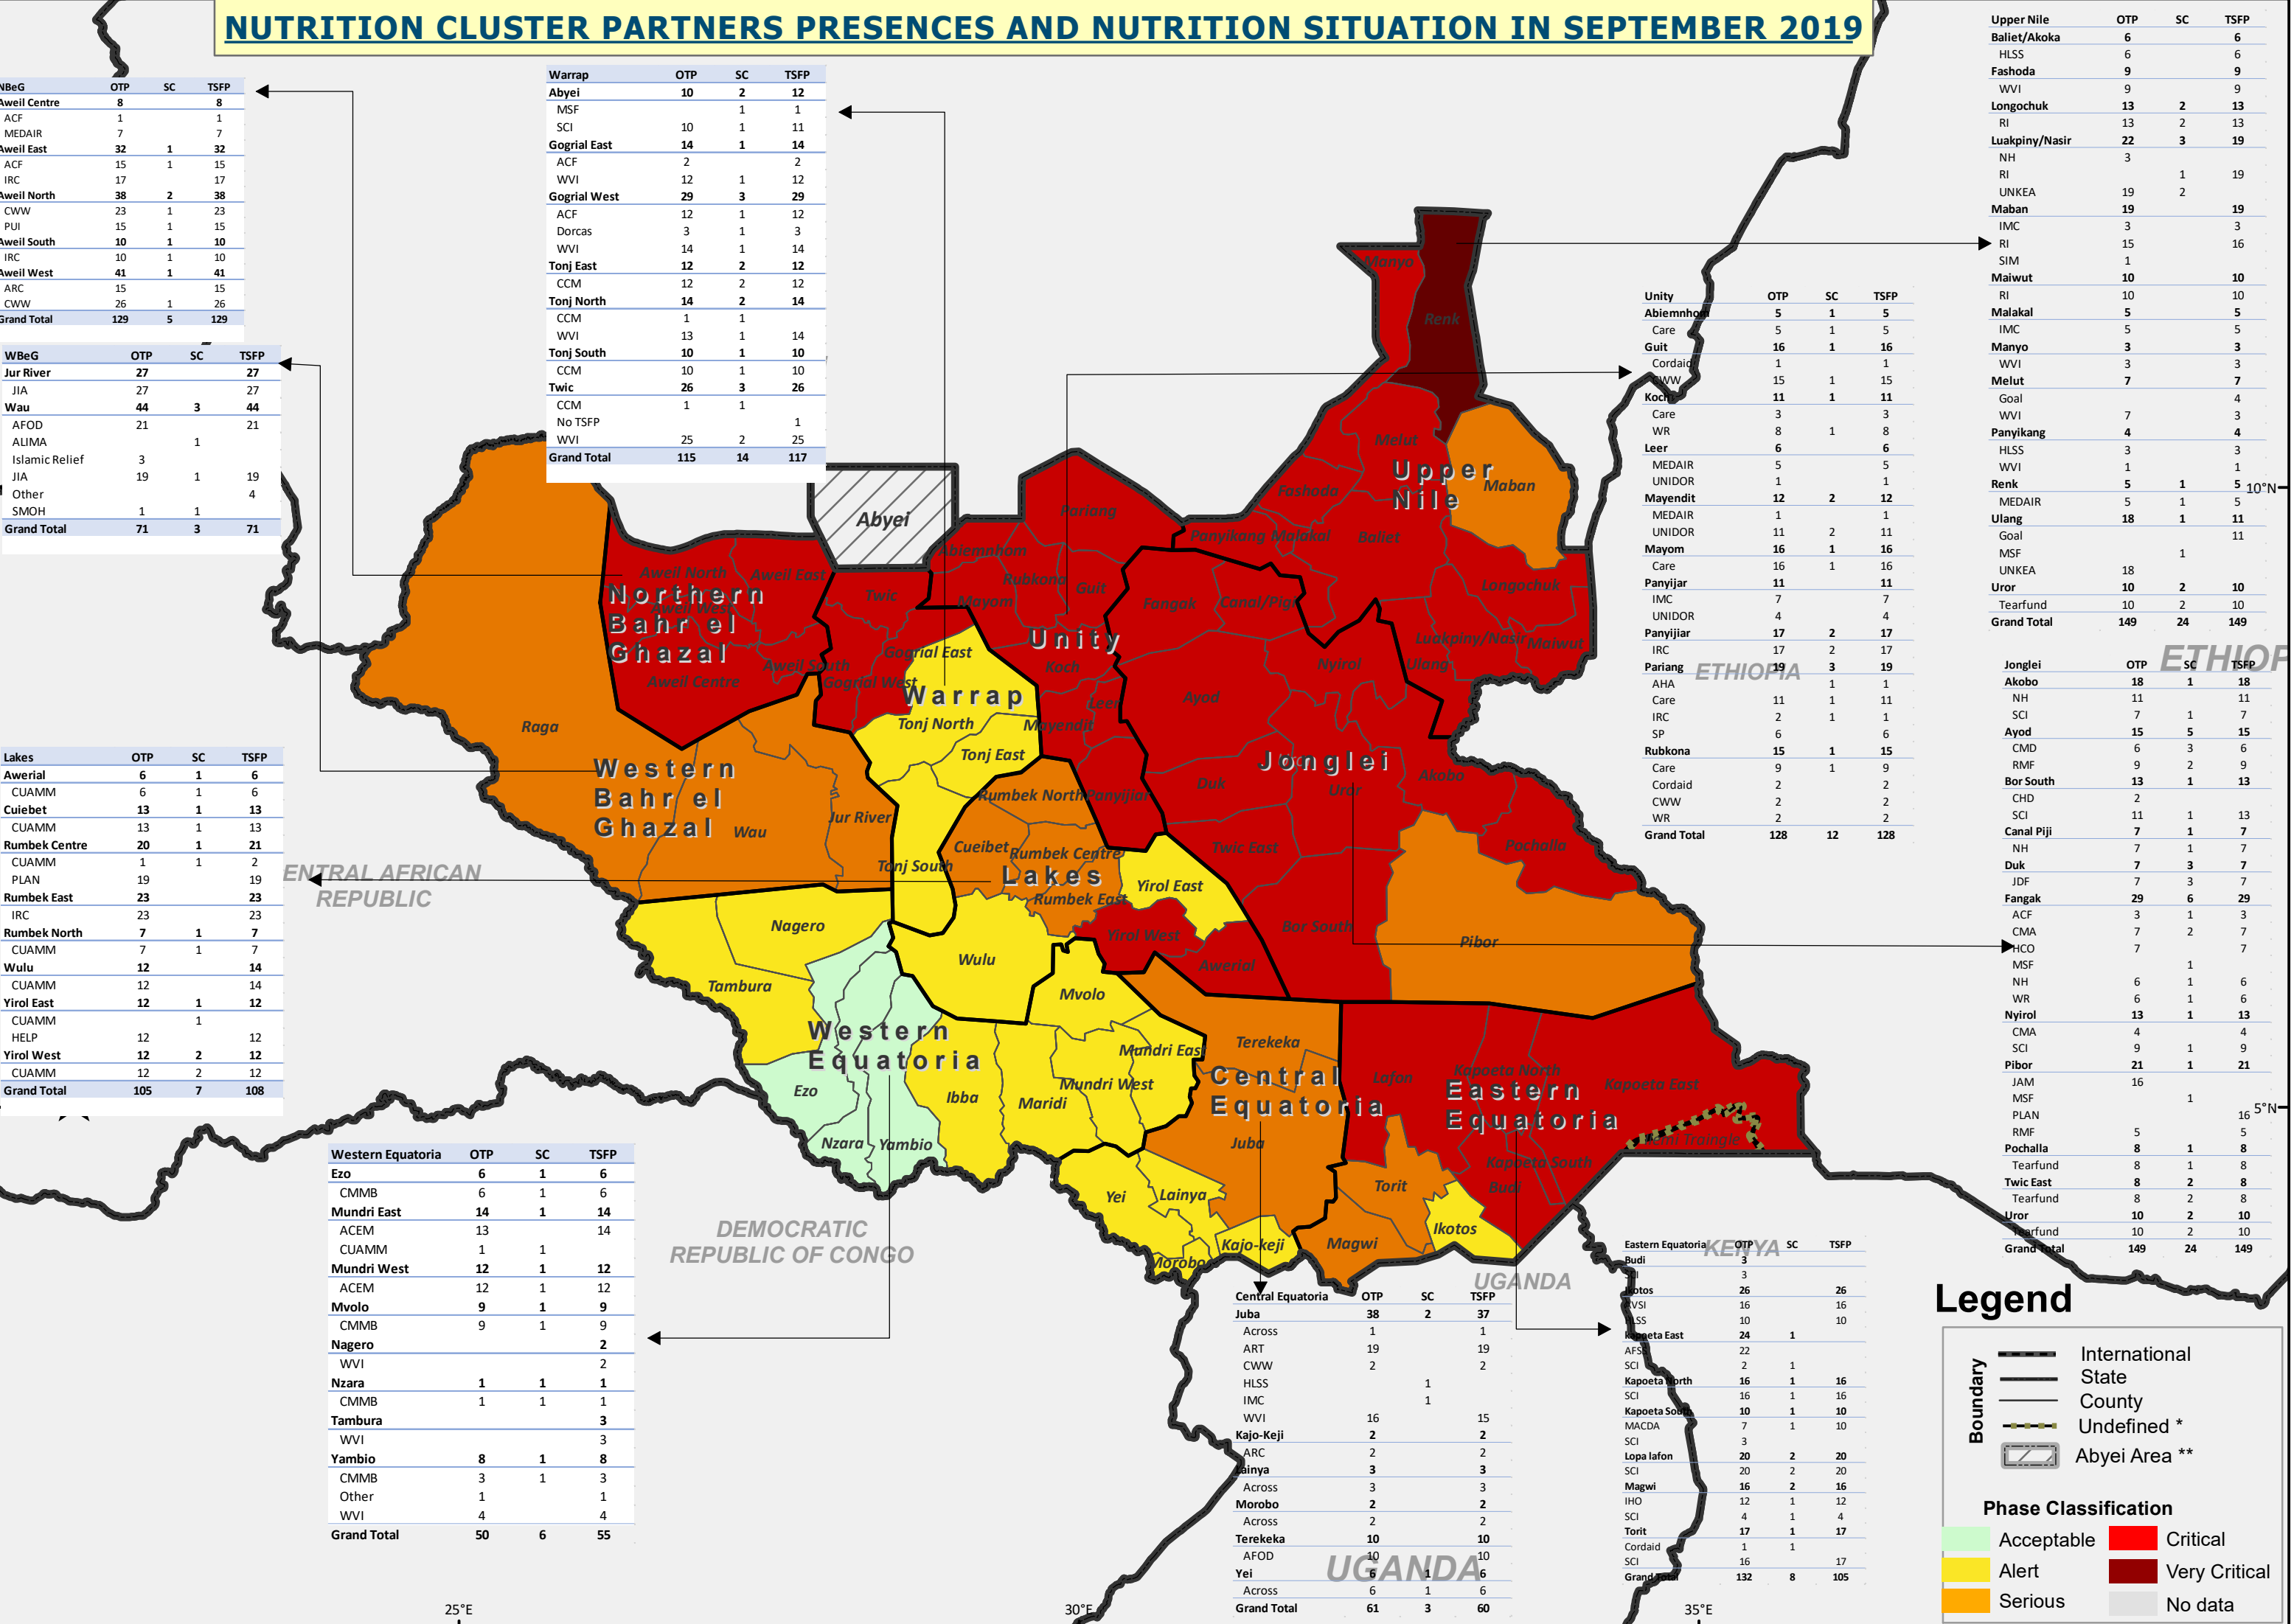 NUTRITION CLUSTER PARTNERS PRESENCES AND NUTRITION SITUATION IN SEPTEMBER 2019
NBeG OTP SC TSFP
Aweil Centre 8 8
ACF 1 1
MEDAIR 7 7
Aweil East 32 1 32
ACF 15 1 15
IRC 17 17
Aweil North 38 2 38
CWW 23 1 23
PUI 15 1 15
Aweil South 10 1 10
IRC 10 1 10
Aweil West 41 1 41
ARC 15 15
CWW 26 1 26
Grand Total 129 5 129
WBeG OTP SC TSFP
Jur River 27 27
JIA 27 27
Wau 44 3 44
AFOD 21 21
ALIMA 1
Islamic Relief 3
JIA 19 1 19
Other 4
SMOH 1 1
Grand Total 71 3 71
Lakes OTP SC TSFP
Awerial 6 1 6
CUAMM 6 1 6
Cuiebet 13 1 13
CUAMM 13 1 13
Rumbek Centre 20 1 21
CUAMM 1 1 2
PLAN 19 19
Rumbek East 23 23
IRC 23 23
Rumbek North 7 1 7
CUAMM 7 1 7
Wulu 12 14
CUAMM 12 14
Yirol East 12 1 12
CUAMM 1
HELP 12 12
Yirol West 12 2 12
CUAMM 12 2 12
Grand Total 105 7 108
Warrap OTP SC TSFP
Abyei 10 2 12
MSF 1 1
SCI 10 1 11
Gogrial East 14 1 14
ACF 2 2
WVI 12 1 12
Gogrial West 29 3 29
ACF 12 1 12
Dorcas 3 1 3
WVI 14 1 14
Tonj East 12 2 12
CCM 12 2 12
Tonj North 14 2 14
CCM 1 1
WVI 13 1 14
Tonj South 10 1 10
CCM 10 1 10
Twic 26 3 26
CCM 1 1
No TSFP 1
WVI 25 2 25
Grand Total 115 14 117
Western Equatoria OTP SC TSFP
Ezo 6 1 6
CMMB 6 1 6
Mundri East 14 1 14
ACEM 13 14
CUAMM 1 1
Mundri West 12 1 12
ACEM 12 1 12
Mvolo 9 1 9
CMMB 9 1 9
Nagero 2
WVI 2
Nzara 1 1 1
CMMB 1 1 1
Tambura 3
WVI 3
Yambio 8 1 8
CMMB 3 1 3
Other 1 1
WVI 4 4
Grand Total 50 6 55
Central Equatoria OTP SC TSFP
Juba 38 2 37
Across 1 1
ART 19 19
CWW 2 2
HLSS 1
IMC 1
WVI 16 15
Kajo-Keji 2 2
ARC 2 2
Lainya 3 3
Across 3 3
Morobo 2 2
Across 2 2
Terekeka 10 10
AFOD 10 10
Yei 6 1 6
Across 6 1 6
Grand Total 61 3 60
Eastern Equatoria OTP SC TSFP
Budi 3
SCI 3
Ikotos 26 26
AVSI 16 16
HLSS 10 10
Kapoeta East 24 1
AFSS 22
SCI 2 1
Kapoeta North 16 1 16
SCI 16 1 16
Kapoeta South 10 1 10
MACDA 7 1 10
SCI 3
Lopa lafon 20 2 20
SCI 20 2 20
Magwi 16 2 16
IHO 12 1 12
SCI 4 1 4
Torit 17 1 17
Cordaid 1 1
SCI 16 17
Grand Total 132 8 105
Unity OTP SC TSFP
Abiemnhom 5 1 5
Care 5 1 5
Guit 16 1 16
Cordaid 1 1
CWW 15 1 15
Koch 11 1 11
Care 3 3
WR 8 1 8
Leer 6 6
MEDAIR 5 5
UNIDOR 1 1
Mayendit 12 2 12
MEDAIR 1 1
UNIDOR 11 2 11
Mayom 16 1 16
Care 16 1 16
Panyijar 11 11
IMC 7 7
UNIDOR 4 4
Panyijiar 17 2 17
IRC 17 2 17
Pariang 19 3 19
AHA 1 1
Care 11 1 11
IRC 2 1 1
SP 6 6
Rubkona 15 1 15
Care 9 1 9
Cordaid 2 2
CWW 2 2
WR 2 2
Grand Total 128 12 128
Upper Nile OTP SC TSFP
Baliet/Akoka 6 6
HLSS 6 6
Fashoda 9 9
WVI 9 9
Longochuk 13 2 13
RI 13 2 13
Luakpiny/Nasir 22 3 19
NH 3
RI 1 19
UNKEA 19 2
Maban 19 19
IMC 3 3
RI 15 16
SIM 1
Maiwut 10 10
RI 10 10
Malakal 5 5
IMC 5 5
Manyo 3 3
WVI 3 3
Melut 7 7
Goal 4
WVI 7 3
Panyikang 4 4
HLSS 3 3
WVI 1 1
Renk 5 1 5
MEDAIR 5 1 5
Ulang 18 1 11
Goal 11
MSF 1
UNKEA 18
Uror 10 2 10
Tearfund 10 2 10
Grand Total 149 24 149
Jonglei OTP SC TSFP
Akobo 18 1 18
NH 11 11
SCI 7 1 7
Ayod 15 5 15
CMD 6 3 6
RMF 9 2 9
Bor South 13 1 13
CHD 2
SCI 11 1 13
Canal Piji 7 1 7
NH 7 1 7
Duk 7 3 7
JDF 7 3 7
Fangak 29 6 29
ACF 3 1 3
CMA 7 2 7
HCO 7 7
MSF 1
NH 6 1 6
WR 6 1 6
Nyirol 13 1 13
CMA 4 4
SCI 9 1 9
Pibor 21 1 21
JAM 16
MSF 1
PLAN 16
RMF 5 5
Pochalla 8 1 8
Tearfund 8 1 8
Twic East 8 2 8
Tearfund 8 2 8
Uror 10 2 10
Tearfund 10 2 10
Grand Total 149 24 149
Manyo
Renk
Melut
Upper
Nile
Maban
Fashoda
Panyikang Malakal
Baliet
Longochuk
Luakpiny/Nasir
Maiwut
Ulang
Abyei
Pariang
Abiemnhom
Rubkona
Guit
Mayom
Unity
Koch
Leer
Mayendit
Panyijiar
Fangak
Canal/Pigi
Nyirol
Ayod
Jonglei
Uror
Duk
Akobo
Twic East
Pochalla
Bor South
Pibor
Aweil North
Aweil East
Northern
Bahr el
Ghazal
Aweil West
Aweil South
Aweil Centre
Twic
Gogrial East
Gogrial West
Warrap
Tonj North
Tonj East
Tonj South
Raga
Western
Bahr el
Ghazal
Wau
Jur River
Rumbek North
Cueibet
Rumbek Centre
Lakes
Rumbek East
Yirol East
Yirol West
Awerial
Wulu
Nagero
Tambura
Mvolo
Western
Equatoria
Ezo
Nzara
Yambio
Ibba
Maridi
Mundri East
Mundri West
Terekeka
Central
Equatoria
Juba
Yei
Lainya
Morobo
Kajo-keji
Lafon
Kapoeta North
Eastern
Equatoria
Kapoeta East
Kapoeta South
Budi
Torit
Magwi
Ikotos
ENTRAL AFRICAN
REPUBLIC
DEMOCRATIC
REPUBLIC OF CONGO
UGANDA
UGANDA
KENYA
ETHIOPIA
ETHIOP
10°N
5°N
25°E
30°E
35°E
Legend
Boundary
International
State
County
Undefined *
Abyei Area **
Phase Classification
Acceptable
Alert
Serious
Critical
Very Critical
No data